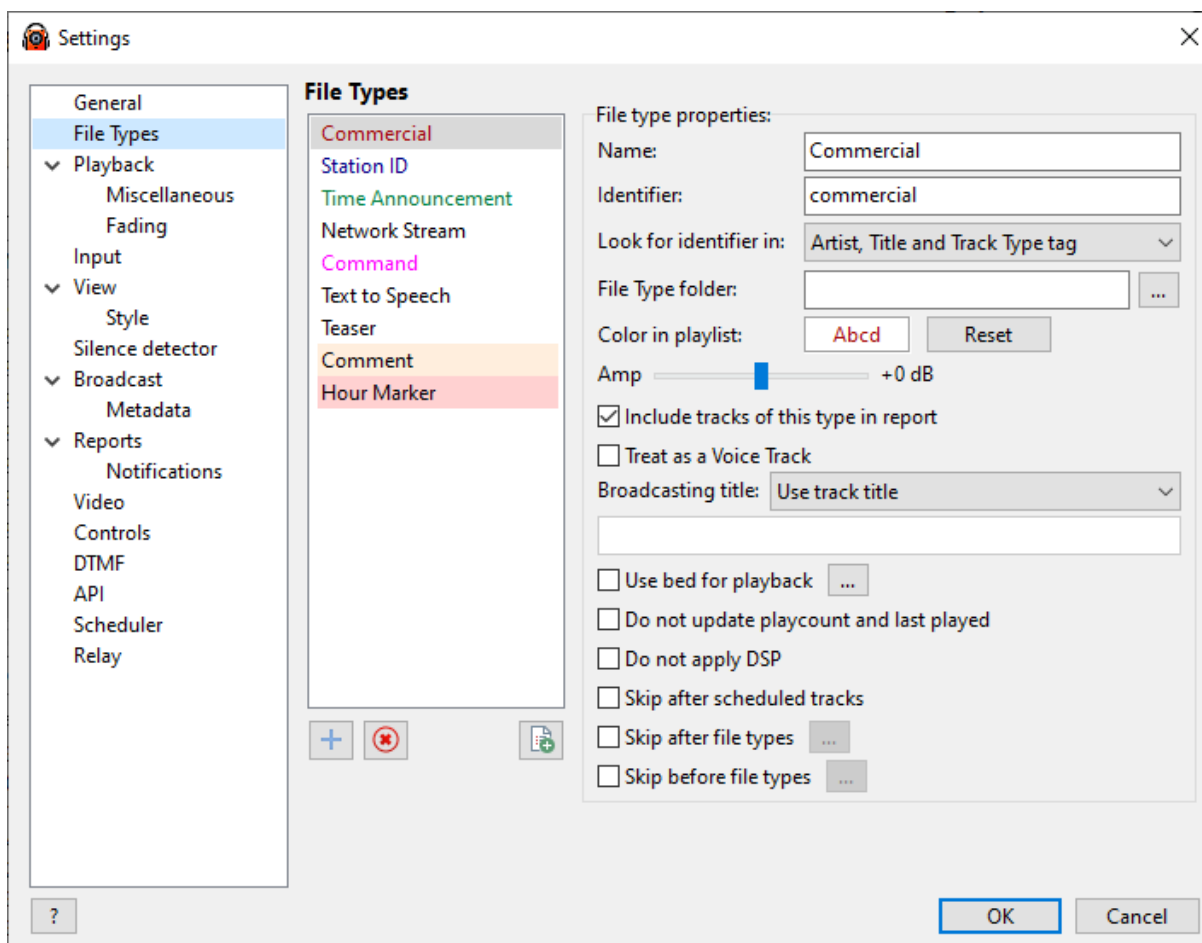 Settings
General
File Types
Playback
Miscellaneous
Fading
Input
View
Style
Silence detector
Broadcast
Metadata
Reports
Notifications
Video
Controls
DTMF
API
Scheduler
Relay
?
File Types
Commercial
Station ID
Time Announcement
Network Stream
Command
Text to Speech
Teaser
Comment
Hour Marker
File type properties:
Name: Commercial
Identifier: commercial
Look for identifier in: Artist, Title and Track Type tag
File Type folder: ...
Color in playlist: Abcd Reset
Amp +0 dB
Include tracks of this type in report
Treat as a Voice Track
Broadcasting title: Use track title
Use bed for playback ...
Do not update playcount and last played
Do not apply DSP
Skip after scheduled tracks
Skip after file types ...
Skip before file types ...
OK Cancel